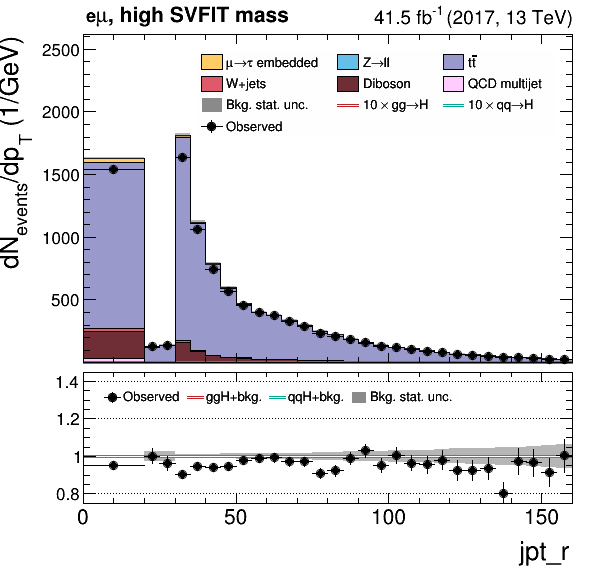 eμ, high SVFIT mass 41.5 fb⁻¹ (2017, 13 TeV)
dN_events/dp_T (1/GeV)
2500
2000
1500
1000
500
μ→τ embedded Z→ll tt̄
W+jets Diboson QCD multijet
Bkg. stat. unc. 10 × gg→H 10 × qq→H
Observed
1.4
1.2
1
0.8
Observed ggH+bkg. qqH+bkg. Bkg. stat. unc.
0 50 100 150
jpt_r